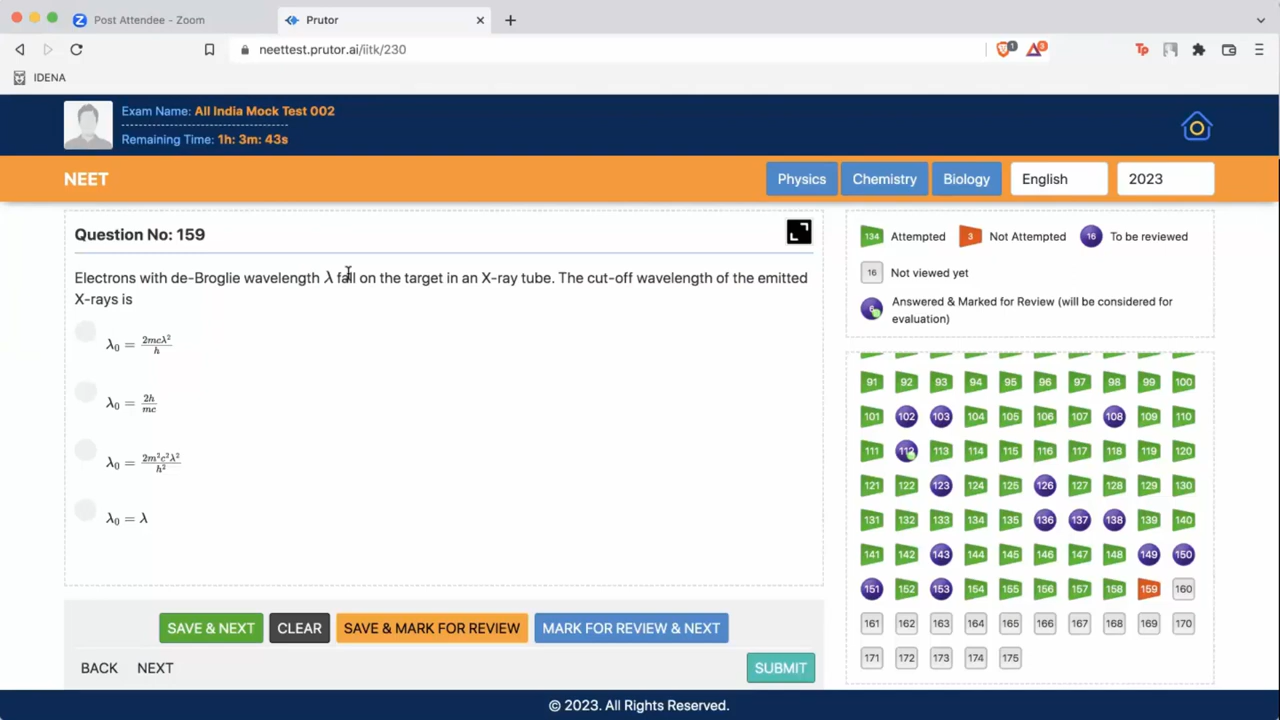 Post Attendee - Zoom
Prutor
neettest.prutor.ai/iitk/230
1
3
Tp
IDENA
Exam Name: All India Mock Test 002
Remaining Time: 1h: 3m: 43s
NEET
Physics
Chemistry
Biology
English
2023
Question No: 159
Electrons with de-Broglie wavelength λ fall on the target in an X-ray tube. The cut-off wavelength of the emitted
X-rays is
λ₀ = 2mcλ²/h
λ₀ = 2h/mc
λ₀ = 2m²c²λ²/h²
λ₀ = λ
SAVE & NEXT
CLEAR
SAVE & MARK FOR REVIEW
MARK FOR REVIEW & NEXT
BACK
NEXT
SUBMIT
134 Attempted
3 Not Attempted
16 To be reviewed
16 Not viewed yet
Answered & Marked for Review (will be considered for
evaluation)
91 92 93 94 95 96 97 98 99 100
101 102 103 104 105 106 107 108 109 110
111 112 113 114 115 116 117 118 119 120
121 122 123 124 125 126 127 128 129 130
131 132 133 134 135 136 137 138 139 140
141 142 143 144 145 146 147 148 149 150
151 152 153 154 155 156 157 158 159 160
161 162 163 164 165 166 167 168 169 170
171 172 173 174 175
© 2023. All Rights Reserved.